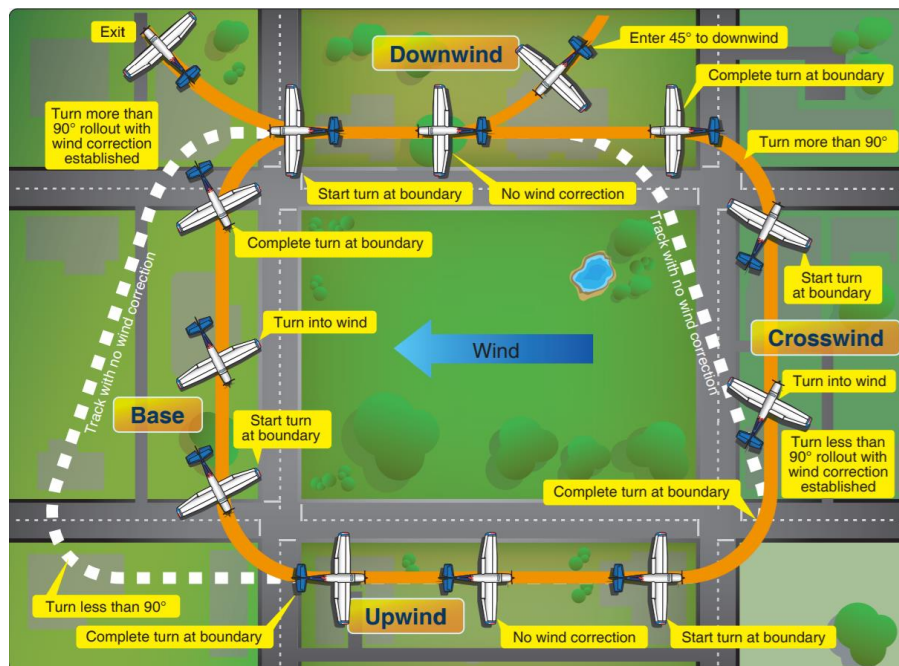 Exit
Downwind
Enter 45° to downwind
Complete turn at boundary
Turn more than
90° rollout with
wind correction
established
Turn more than 90°
Start turn at boundary
No wind correction
Complete turn at boundary
Start turn
at boundary
Track with no wind correction
Track with no wind correction
Turn into wind
Wind
Crosswind
Turn into wind
Base
Start turn
at boundary
Turn less than
90° rollout with
wind correction
established
Complete turn at boundary
Turn less than 90°
Upwind
Complete turn at boundary
No wind correction
Start turn at boundary